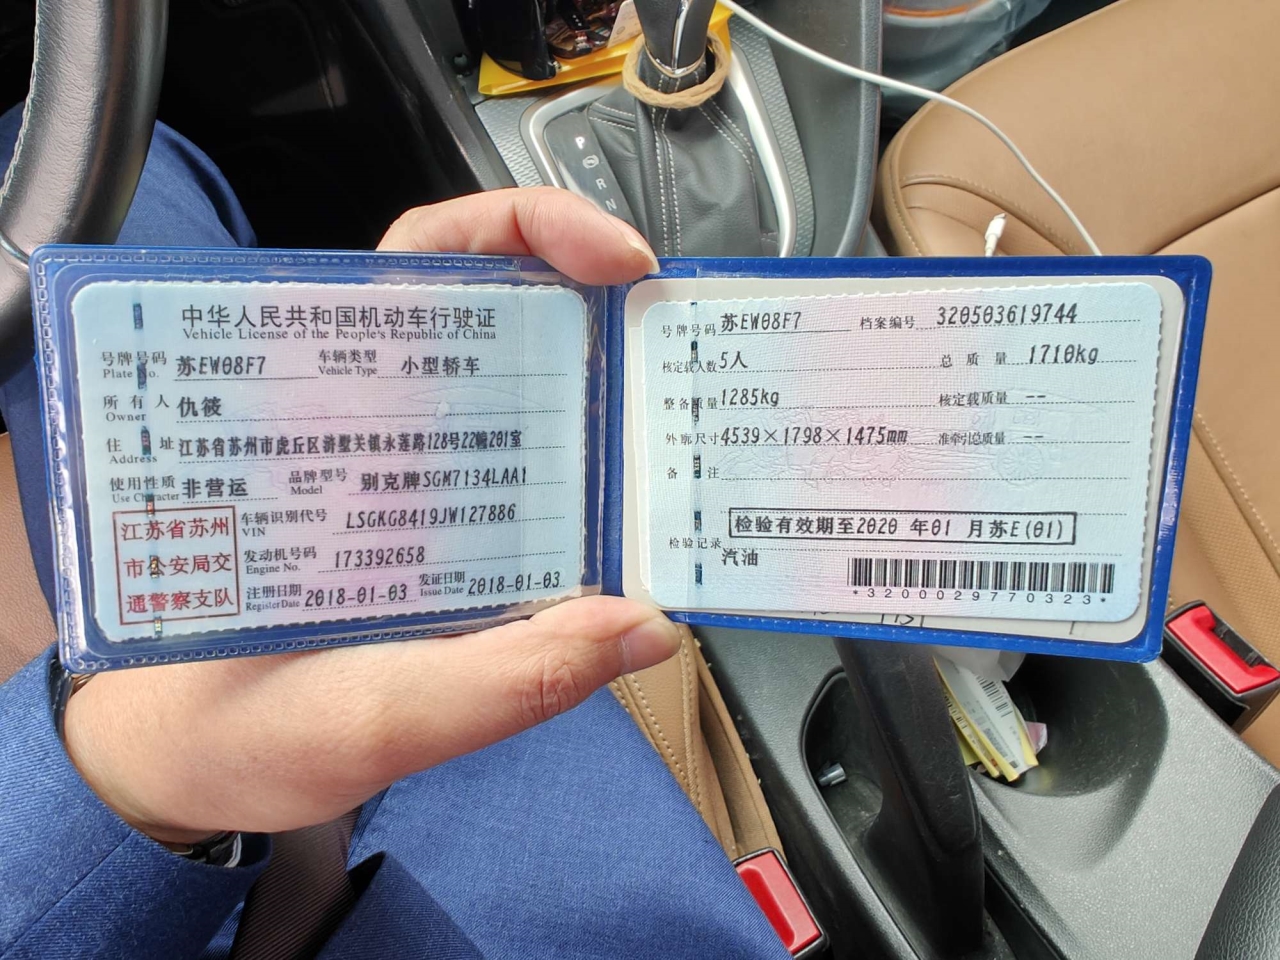 中华人民共和国机动车行驶证
Vehicle License of the People's Republic of China
号牌号码 苏EW08F7 车辆类型 小型轿车
Plate No. Vehicle Type
所有人 仇筱
Owner
住址 江苏省苏州市虎丘区浒墅关镇永莲路128号22幢201室
Address
使用性质 非营运 品牌型号 别克牌SGM7134LAA1
Use Character Model
江苏省苏州
市公安局交
通警察支队
车辆识别代号 LSGKG8419JW127886
VIN
发动机号码 173392658
Engine No.
注册日期 2018-01-03 发证日期 2018-01-03
Register Date Issue Date
号牌号码 苏EW08F7 档案编号 320503619744
核定载人数 5人 总质量 1710kg
整备质量 1285kg 核定载质量 --
外廓尺寸 4539×1798×1475mm 准牵引总质量 --
备注
检验有效期至2020 年01 月苏E(01)
检验记录
汽油
*3200029770323*
P
R
N